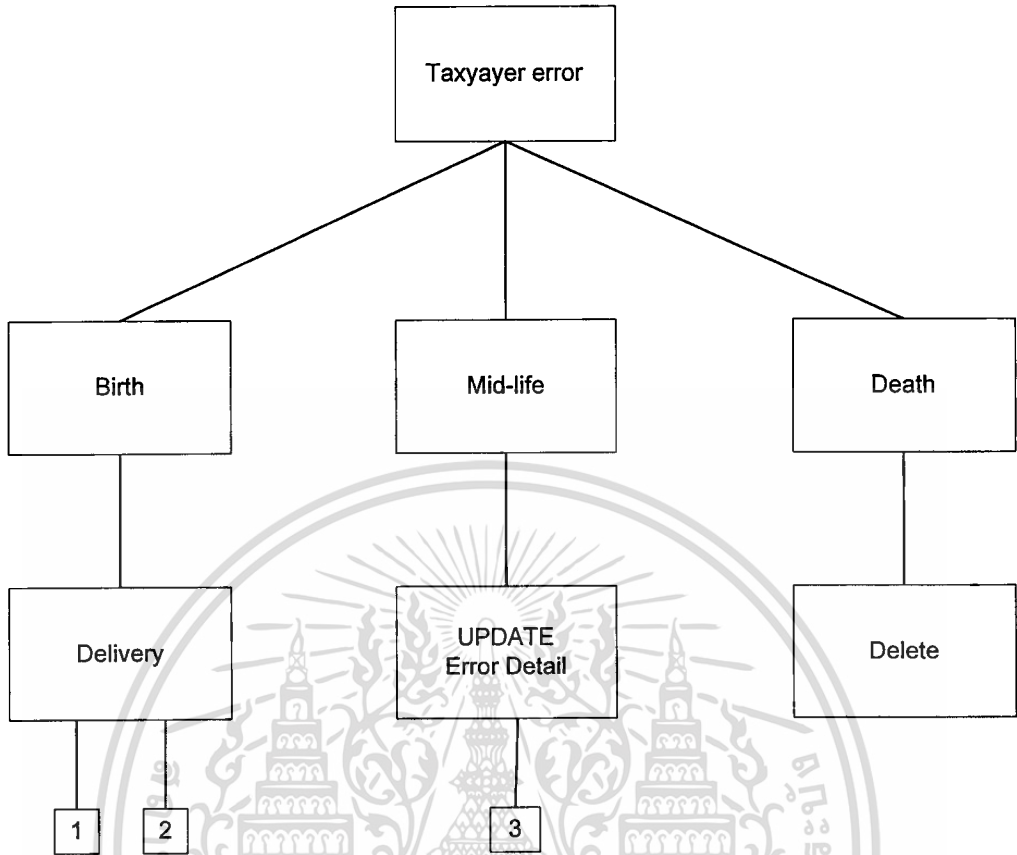 Taxyayer error
Birth
Mid-life
Death
Delivery
UPDATE
Error Detail
Delete
1
2
3